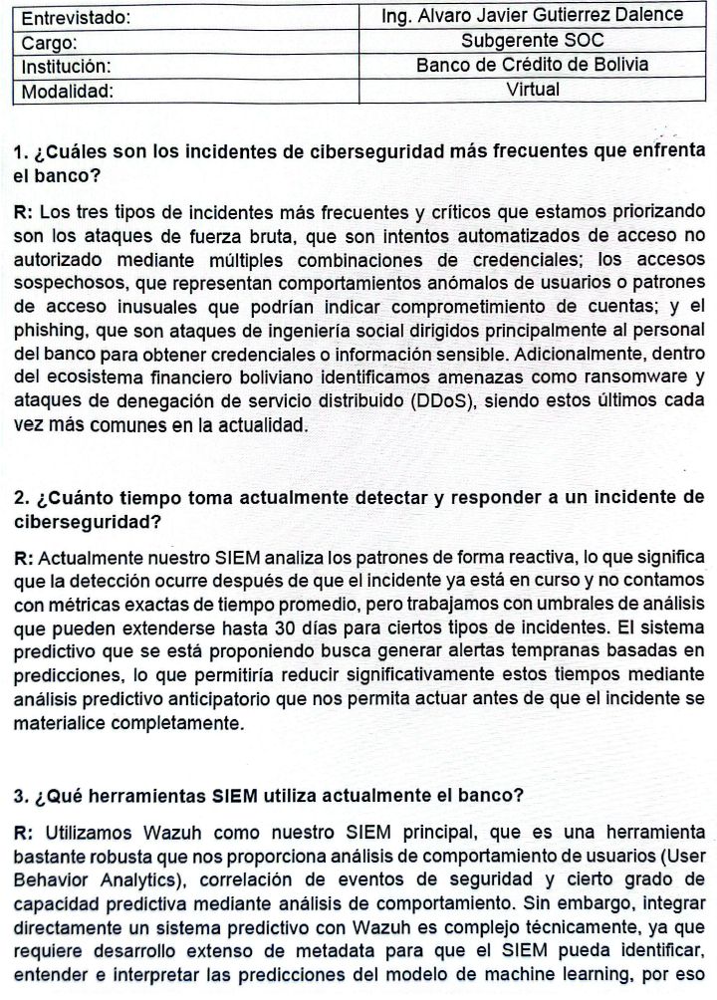 Entrevistado: Ing. Alvaro Javier Gutierrez Dalence
Cargo: Subgerente SOC
Institución: Banco de Crédito de Bolivia
Modalidad: Virtual
1. ¿Cuáles son los incidentes de ciberseguridad más frecuentes que enfrenta
el banco?
R: Los tres tipos de incidentes más frecuentes y críticos que estamos priorizando
son los ataques de fuerza bruta, que son intentos automatizados de acceso no
autorizado mediante múltiples combinaciones de credenciales; los accesos
sospechosos, que representan comportamientos anómalos de usuarios o patrones
de acceso inusuales que podrían indicar comprometimiento de cuentas; y el
phishing, que son ataques de ingeniería social dirigidos principalmente al personal
del banco para obtener credenciales o información sensible. Adicionalmente, dentro
del ecosistema financiero boliviano identificamos amenazas como ransomware y
ataques de denegación de servicio distribuido (DDoS), siendo estos últimos cada
vez más comunes en la actualidad.
2. ¿Cuánto tiempo toma actualmente detectar y responder a un incidente de
ciberseguridad?
R: Actualmente nuestro SIEM analiza los patrones de forma reactiva, lo que significa
que la detección ocurre después de que el incidente ya está en curso y no contamos
con métricas exactas de tiempo promedio, pero trabajamos con umbrales de análisis
que pueden extenderse hasta 30 días para ciertos tipos de incidentes. El sistema
predictivo que se está proponiendo busca generar alertas tempranas basadas en
predicciones, lo que permitiría reducir significativamente estos tiempos mediante
análisis predictivo anticipatorio que nos permita actuar antes de que el incidente se
materialice completamente.
3. ¿Qué herramientas SIEM utiliza actualmente el banco?
R: Utilizamos Wazuh como nuestro SIEM principal, que es una herramienta
bastante robusta que nos proporciona análisis de comportamiento de usuarios (User
Behavior Analytics), correlación de eventos de seguridad y cierto grado de
capacidad predictiva mediante análisis de comportamiento. Sin embargo, integrar
directamente un sistema predictivo con Wazuh es complejo técnicamente, ya que
requiere desarrollo extenso de metadata para que el SIEM pueda identificar,
entender e interpretar las predicciones del modelo de machine learning, por eso